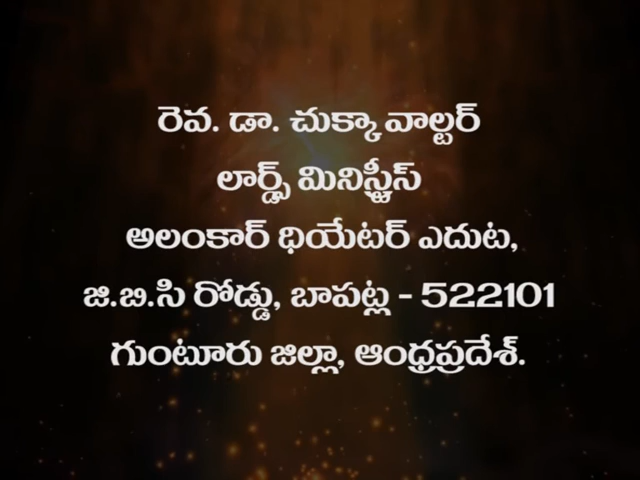 రెవ. డా. చుక్కా వాల్టర్
లార్డ్స్ మినిస్ట్రీస్
అలంకార్ ధియేటర్ ఎదుట,
జి.బి.సి రోడ్డు, బాపట్ల - 522101
గుంటూరు జిల్లా, ఆంధ్రప్రదేశ్.